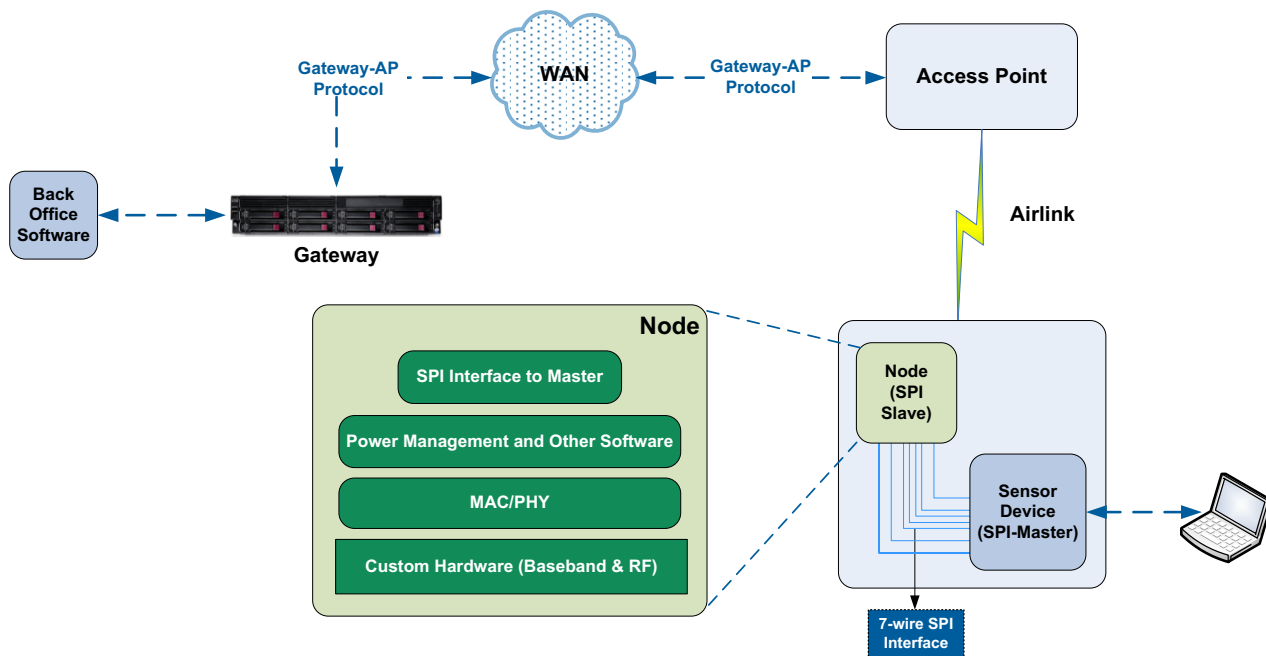 Gateway-AP
Protocol
WAN
Gateway-AP
Protocol
Access Point
Back
Office
Software
Gateway
Airlink
Node
SPI Interface to Master
Power Management and Other Software
MAC/PHY
Custom Hardware (Baseband & RF)
Node
(SPI
Slave)
Sensor
Device
(SPI-Master)
7-wire SPI
Interface